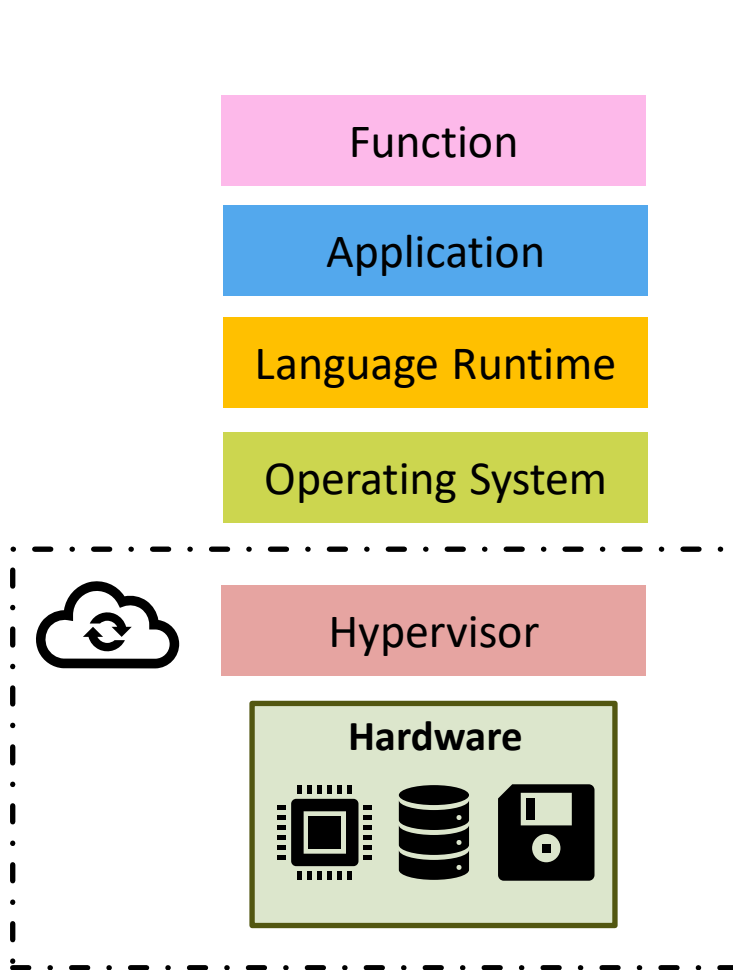 Function
Application
Language Runtime
Operating System
Hypervisor
Hardware